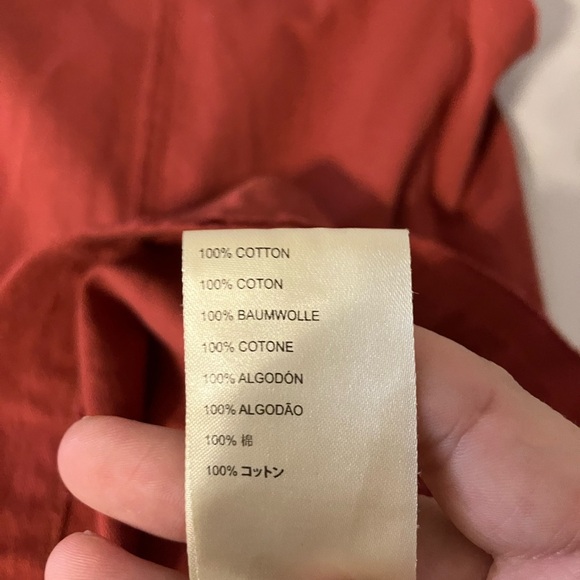 100% COTTON
100% COTON
100% BAUMWOLLE
100% COTONE
100% ALGODÓN
100% ALGODÃO
100% 棉
100% コットン